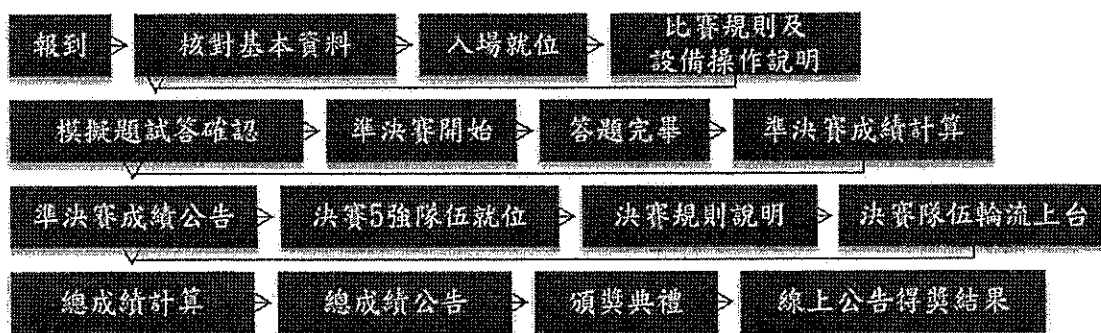 報到
核對基本資料
入場就位
比賽規則及
設備操作說明
模擬題試答確認
準決賽開始
答題完畢
準決賽成績計算
準決賽成績公告
決賽5強隊伍就位
決賽規則說明
決賽隊伍輪流上台
總成績計算
總成績公告
頒獎典禮
線上公告得獎結果